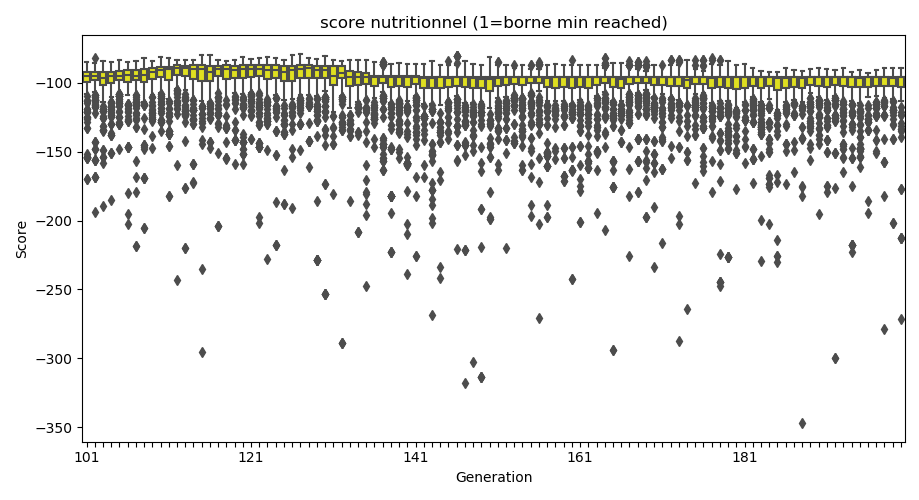 score nutritionnel (1=borne min reached)
Score
−100
−150
−200
−250
−300
−350
101 121 141 161 181
Generation